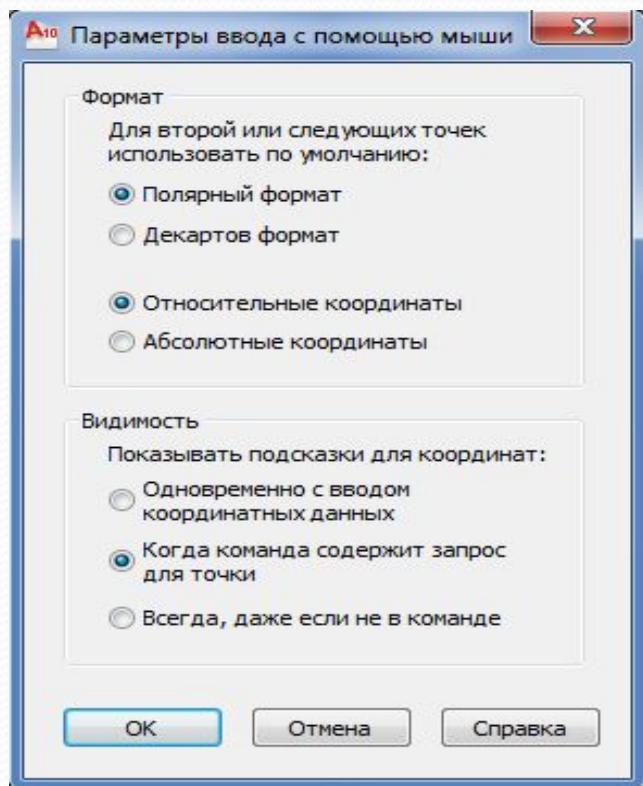 A10 Параметры ввода с помощью мыши
Формат
Для второй или следующих точек
использовать по умолчанию:
Полярный формат
Декартов формат
Относительные координаты
Абсолютные координаты
Видимость
Показывать подсказки для координат:
Одновременно с вводом
координатных данных
Когда команда содержит запрос
для точки
Всегда, даже если не в команде
OK Отмена Справка